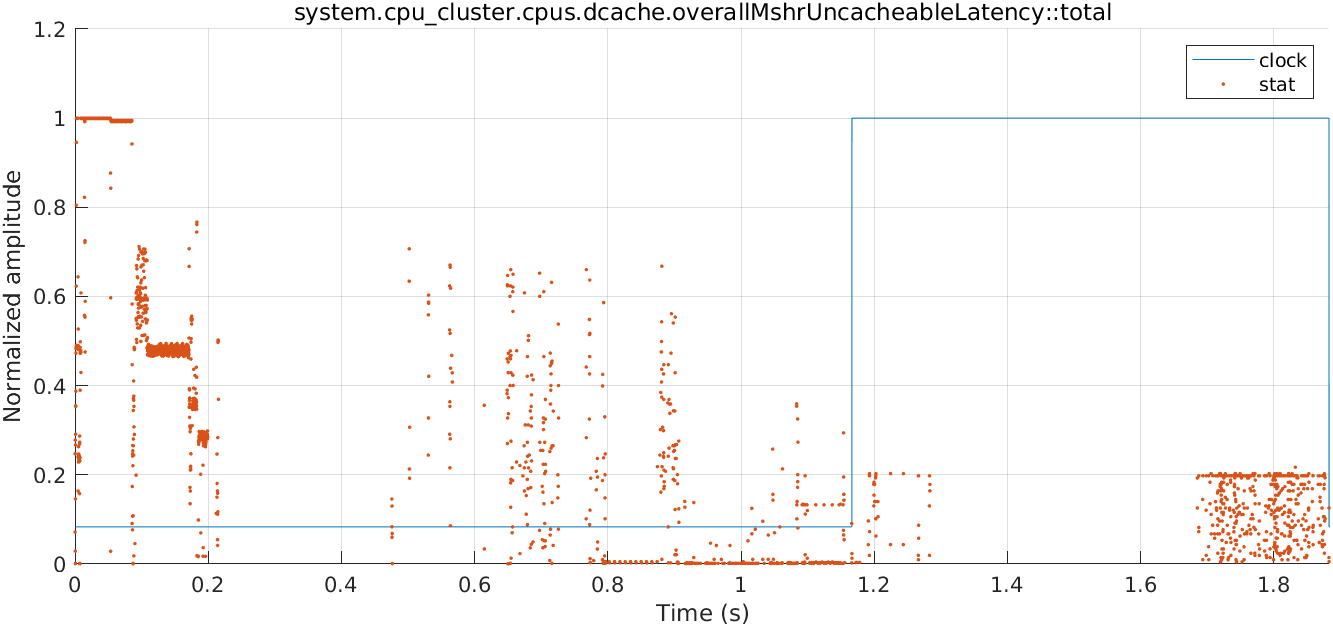 system.cpu_cluster.cpus.dcache.overallMshrUncacheableLatency::total
clock
stat
Normalized amplitude
1.2
1
0.8
0.6
0.4
0.2
0
0 0.2 0.4 0.6 0.8 1 1.2 1.4 1.6 1.8
Time (s)